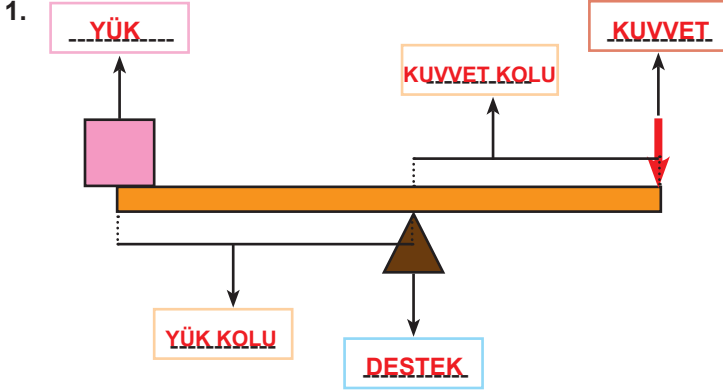 1.
YÜK
KUVVET
KUVVET KOLU
YÜK KOLU
DESTEK